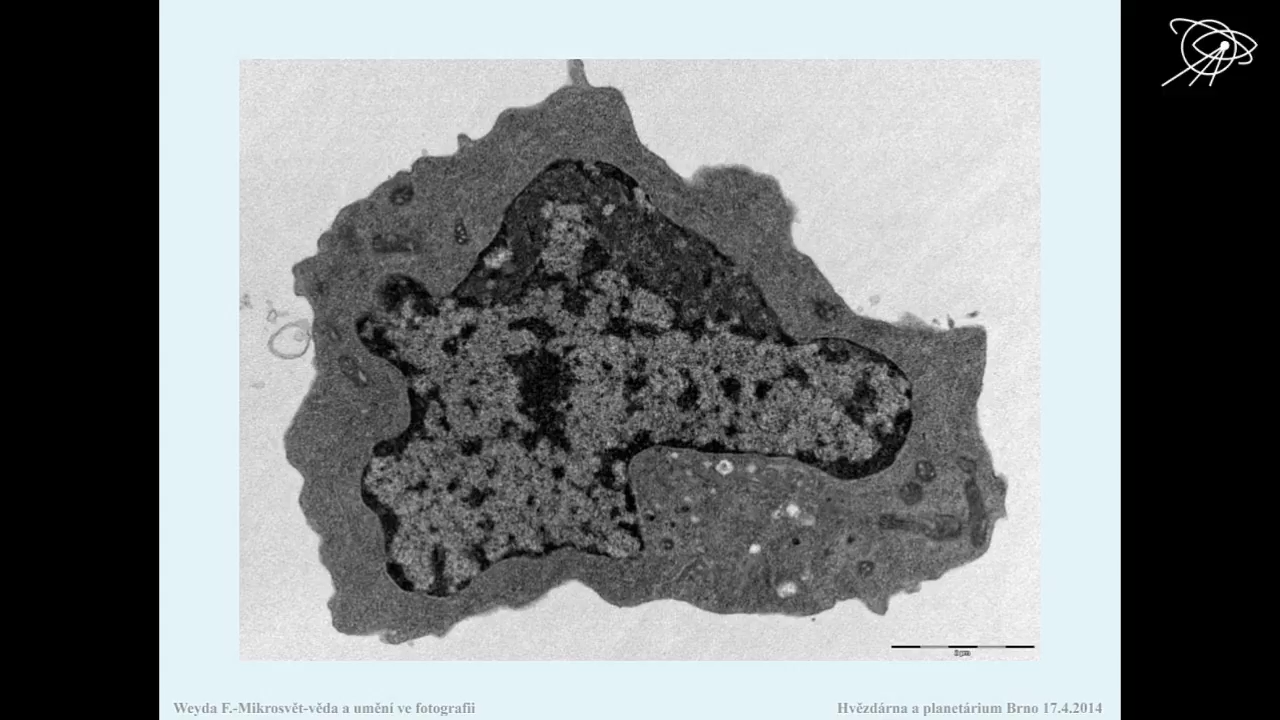 Weyda F.-Mikrosvět-věda a umění ve fotografii
Hvězdárna a planetárium Brno 17.4.2014